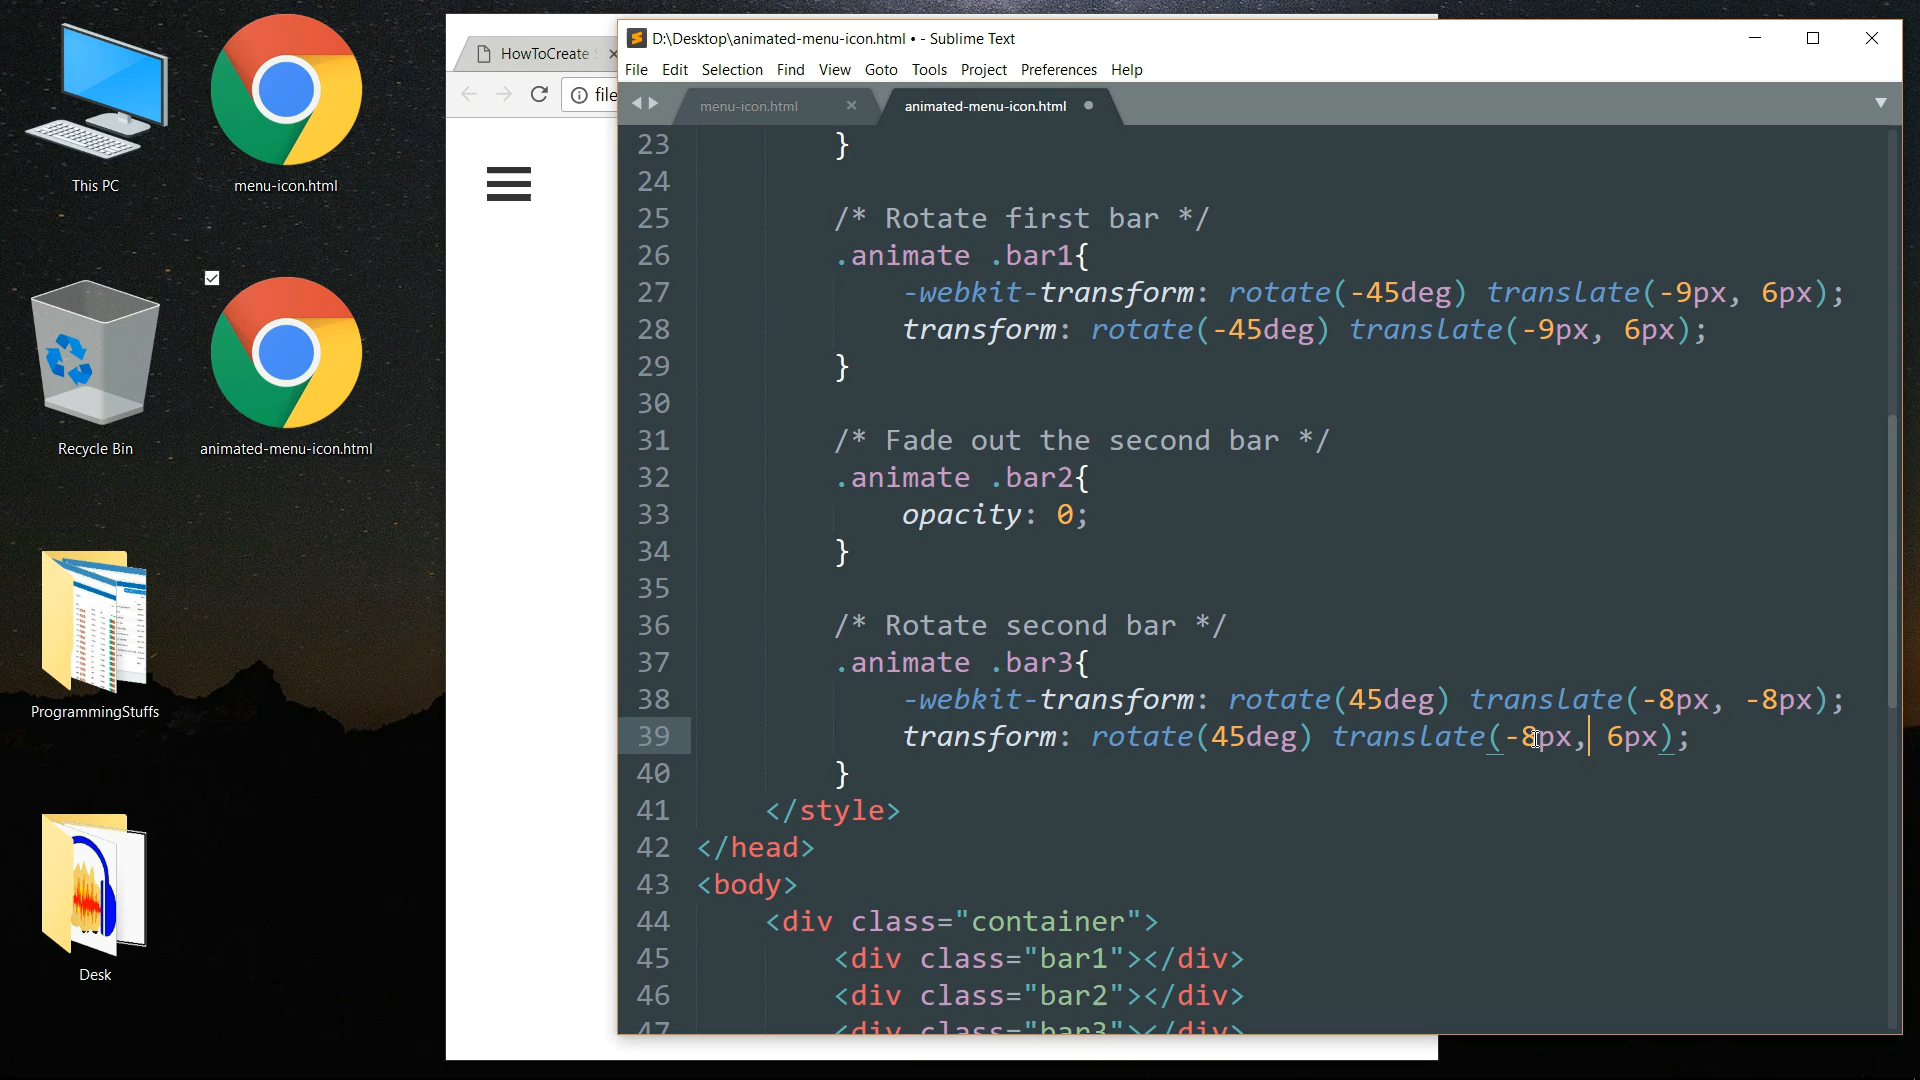 This PC
menu-icon.html
Recycle Bin
animated-menu-icon.html
ProgrammingStuffs
Desk
HowToCreate
file
D:\Desktop\animated-menu-icon.html • - Sublime Text
File Edit Selection Find View Goto Tools Project Preferences Help
menu-icon.html
animated-menu-icon.html
23 }
24
25 /* Rotate first bar */
26 .animate .bar1{
27 -webkit-transform: rotate(-45deg) translate(-9px, 6px);
28 transform: rotate(-45deg) translate(-9px, 6px);
29 }
30
31 /* Fade out the second bar */
32 .animate .bar2{
33 opacity: 0;
34 }
35
36 /* Rotate second bar */
37 .animate .bar3{
38 -webkit-transform: rotate(45deg) translate(-8px, -8px);
39 transform: rotate(45deg) translate(-8px, 6px);
40 }
41 </style>
42 </head>
43 <body>
44 <div class="container">
45 <div class="bar1"></div>
46 <div class="bar2"></div>
47 <div class="bar3"></div>